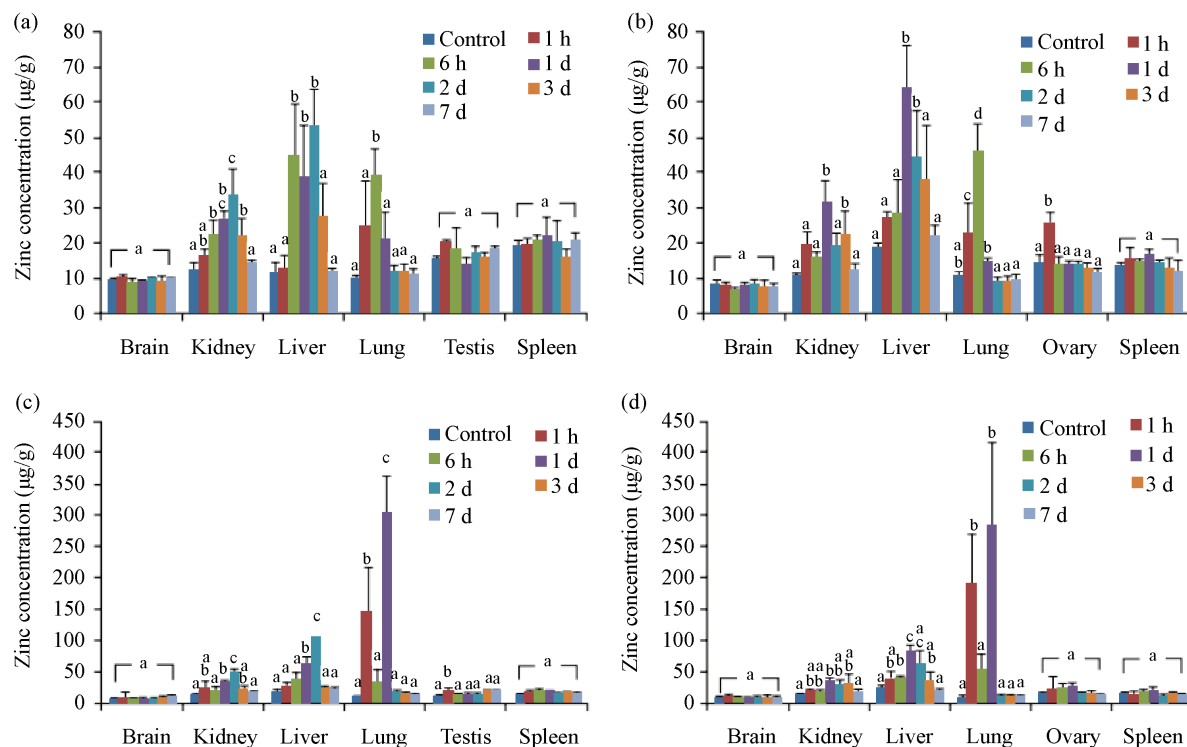 (a)
Zinc concentration (µg/g)
80
70
60
50
40
30
20
10
0
Control
1 h
6 h
1 d
2 d
3 d
7 d
a
a
a
b
b
b
c
c
b
a
a
a
b
b
b
a
a
a
a
b
a
a
a
a
a
a
Brain
Kidney
Liver
Lung
Testis
Spleen
(b)
Zinc concentration (µg/g)
80
70
60
50
40
30
20
10
0
Control
1 h
6 h
1 d
2 d
3 d
7 d
a
a
a
a
b
a
b
a
a
a
a
b
b
a
a
a
b
c
d
b
a
a
a
a
b
a
a
a
a
a
a
Brain
Kidney
Liver
Lung
Ovary
Spleen
(c)
Zinc concentration (µg/g)
450
400
350
300
250
200
150
100
50
0
Control
1 h
6 h
1 d
2 d
3 d
7 d
a
a
a
b
a
b
c
a
b
a
a
a
a
b
c
a
a
a
b
a
c
a
a
a
a
b
a
a
a
a
a
a
Brain
Kidney
Liver
Lung
Testis
Spleen
(d)
Zinc concentration (µg/g)
450
400
350
300
250
200
150
100
50
0
Control
1 h
6 h
1 d
2 d
3 d
7 d
a
a
a
b
a
b
b
a
b
a
b
a
a
a
b
a
b
c
a
c
b
a
b
a
a
b
a
b
a
a
a
a
a
Brain
Kidney
Liver
Lung
Ovary
Spleen